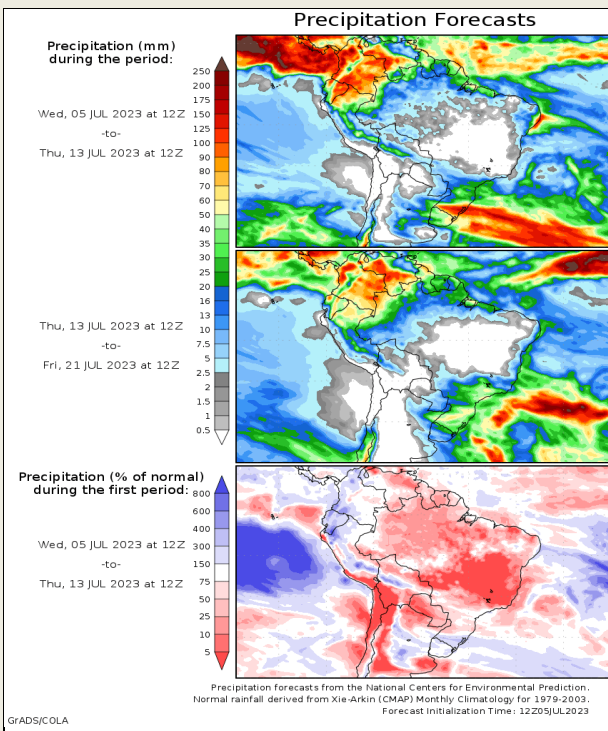 Precipitation Forecasts
Precipitation (mm)
during the period:
Wed, 05 JUL 2023 at 12Z
-to-
Thu, 13 JUL 2023 at 12Z
250
200
175
150
125
100
90
80
70
60
50
40
35
30
25
20
16
13
10
7.5
5
2.5
2
1.5
1
0.5
Thu, 13 JUL 2023 at 12Z
-to-
Fri, 21 JUL 2023 at 12Z
Precipitation (% of normal)
during the first period:
Wed, 05 JUL 2023 at 12Z
-to-
Thu, 13 JUL 2023 at 12Z
800
600
400
300
150
75
50
25
10
5
Precipitation forecasts from the National Centers for Environmental Prediction.
Normal rainfall derived from Xie-Arkin (CMAP) Monthly Climatology for 1979-2003.
Forecast Initialization Time: 12Z05JUL2023
GrADS/COLA